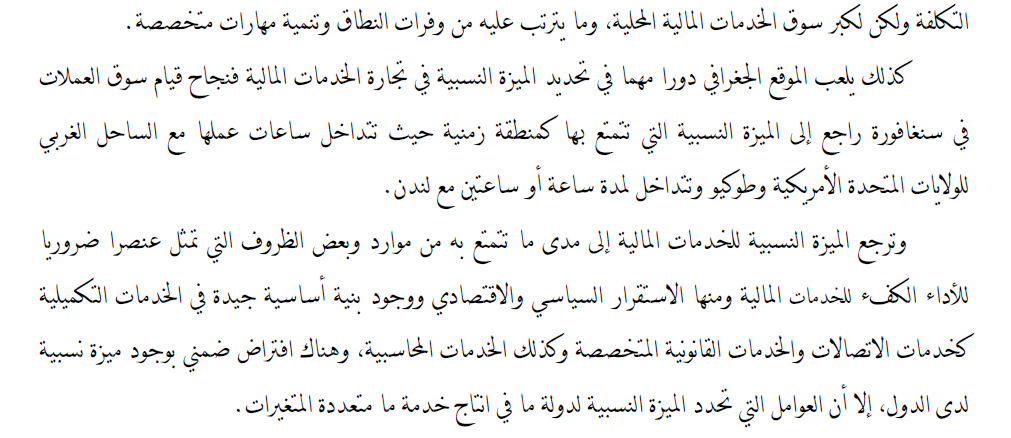 التكلفة ولكن لكبر سوق الخدمات المالية المحلية، وما يترتب عليه من وفرات النطاق وتنمية مهارات متخصصة.
كذلك يلعب الموقع الجغرافي دورا مهما في تحديد الميزة النسبية في تجارة الخدمات المالية فنجاح قيام سوق العملات
في سنغافورة راجع إلى الميزة النسبية التي تتمتع بها كمنطقة زمنية حيث تتداخل ساعات عملها مع الساحل الغربي
للولايات المتحدة الأمريكية وطوكيو وتتداخل لمدة ساعة أو ساعتين مع لندن.
وترجع الميزة النسبية للخدمات المالية إلى مدى ما تتمتع به من موارد وبعض الظروف التي تمثل عنصرا ضروريا
للأداء الكفء للخدمات المالية ومنها الاستقرار السياسي والاقتصادي ووجود بنية أساسية جيدة في الخدمات التكميلية
كخدمات الاتصالات والخدمات القانونية المتخصصة وكذلك الخدمات المحاسبية، وهناك افتراض ضمني بوجود ميزة نسبية
لدى الدول، إلا أن العوامل التي تحدد الميزة النسبية لدولة ما في انتاج خدمة ما متعددة المتغيرات.